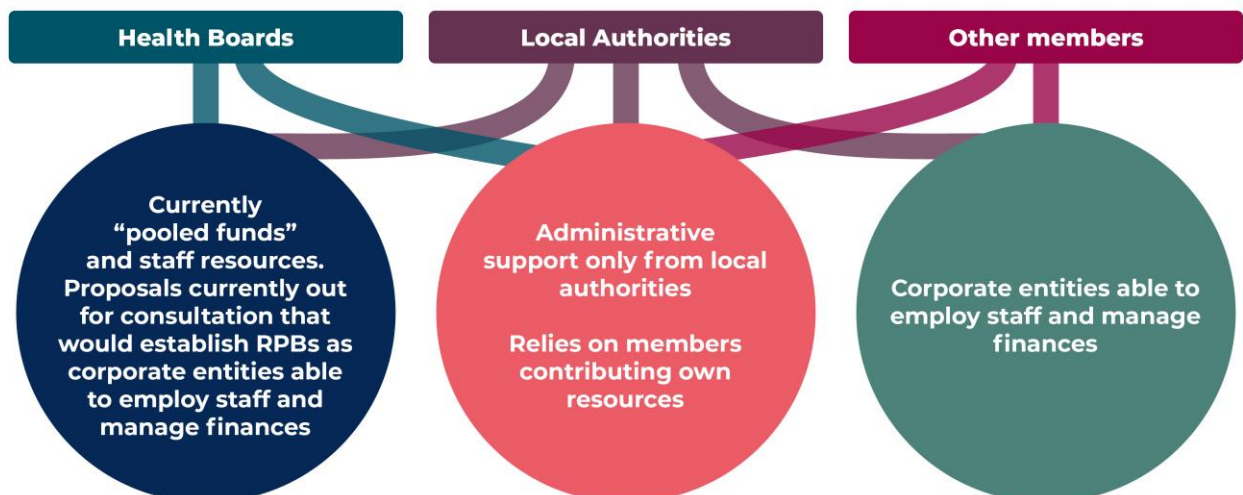 Health Boards
Local Authorities
Other members
Currently
“pooled funds”
and staff resources.
Proposals currently out
for consultation that
would establish RPBs as
corporate entities able
to employ staff and
manage finances
Administrative
support only from local
authorities
Relies on members
contributing own
resources
Corporate entities able to
employ staff and manage
finances